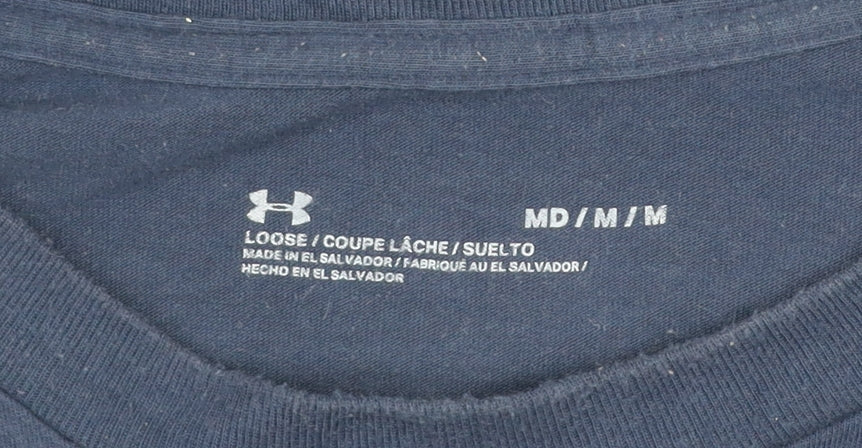 MD / M / M
LOOSE / COUPE LÂCHE / SUELTO
MADE IN EL SALVADOR / FABRIQUÉ AU EL SALVADOR /
HECHO EN EL SALVADOR